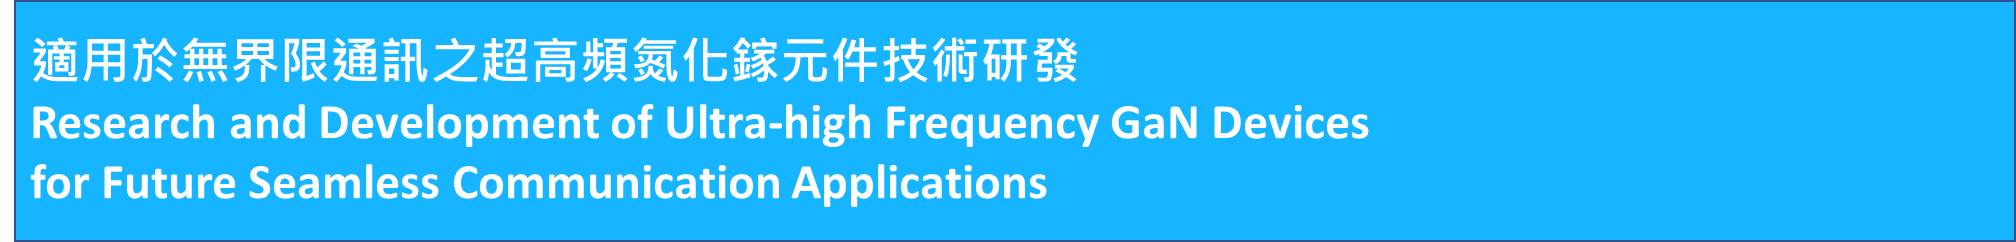 適用於無界限通訊之超高頻氮化鎵元件技術研發
Research and Development of Ultra-high Frequency GaN Devices
for Future Seamless Communication Applications